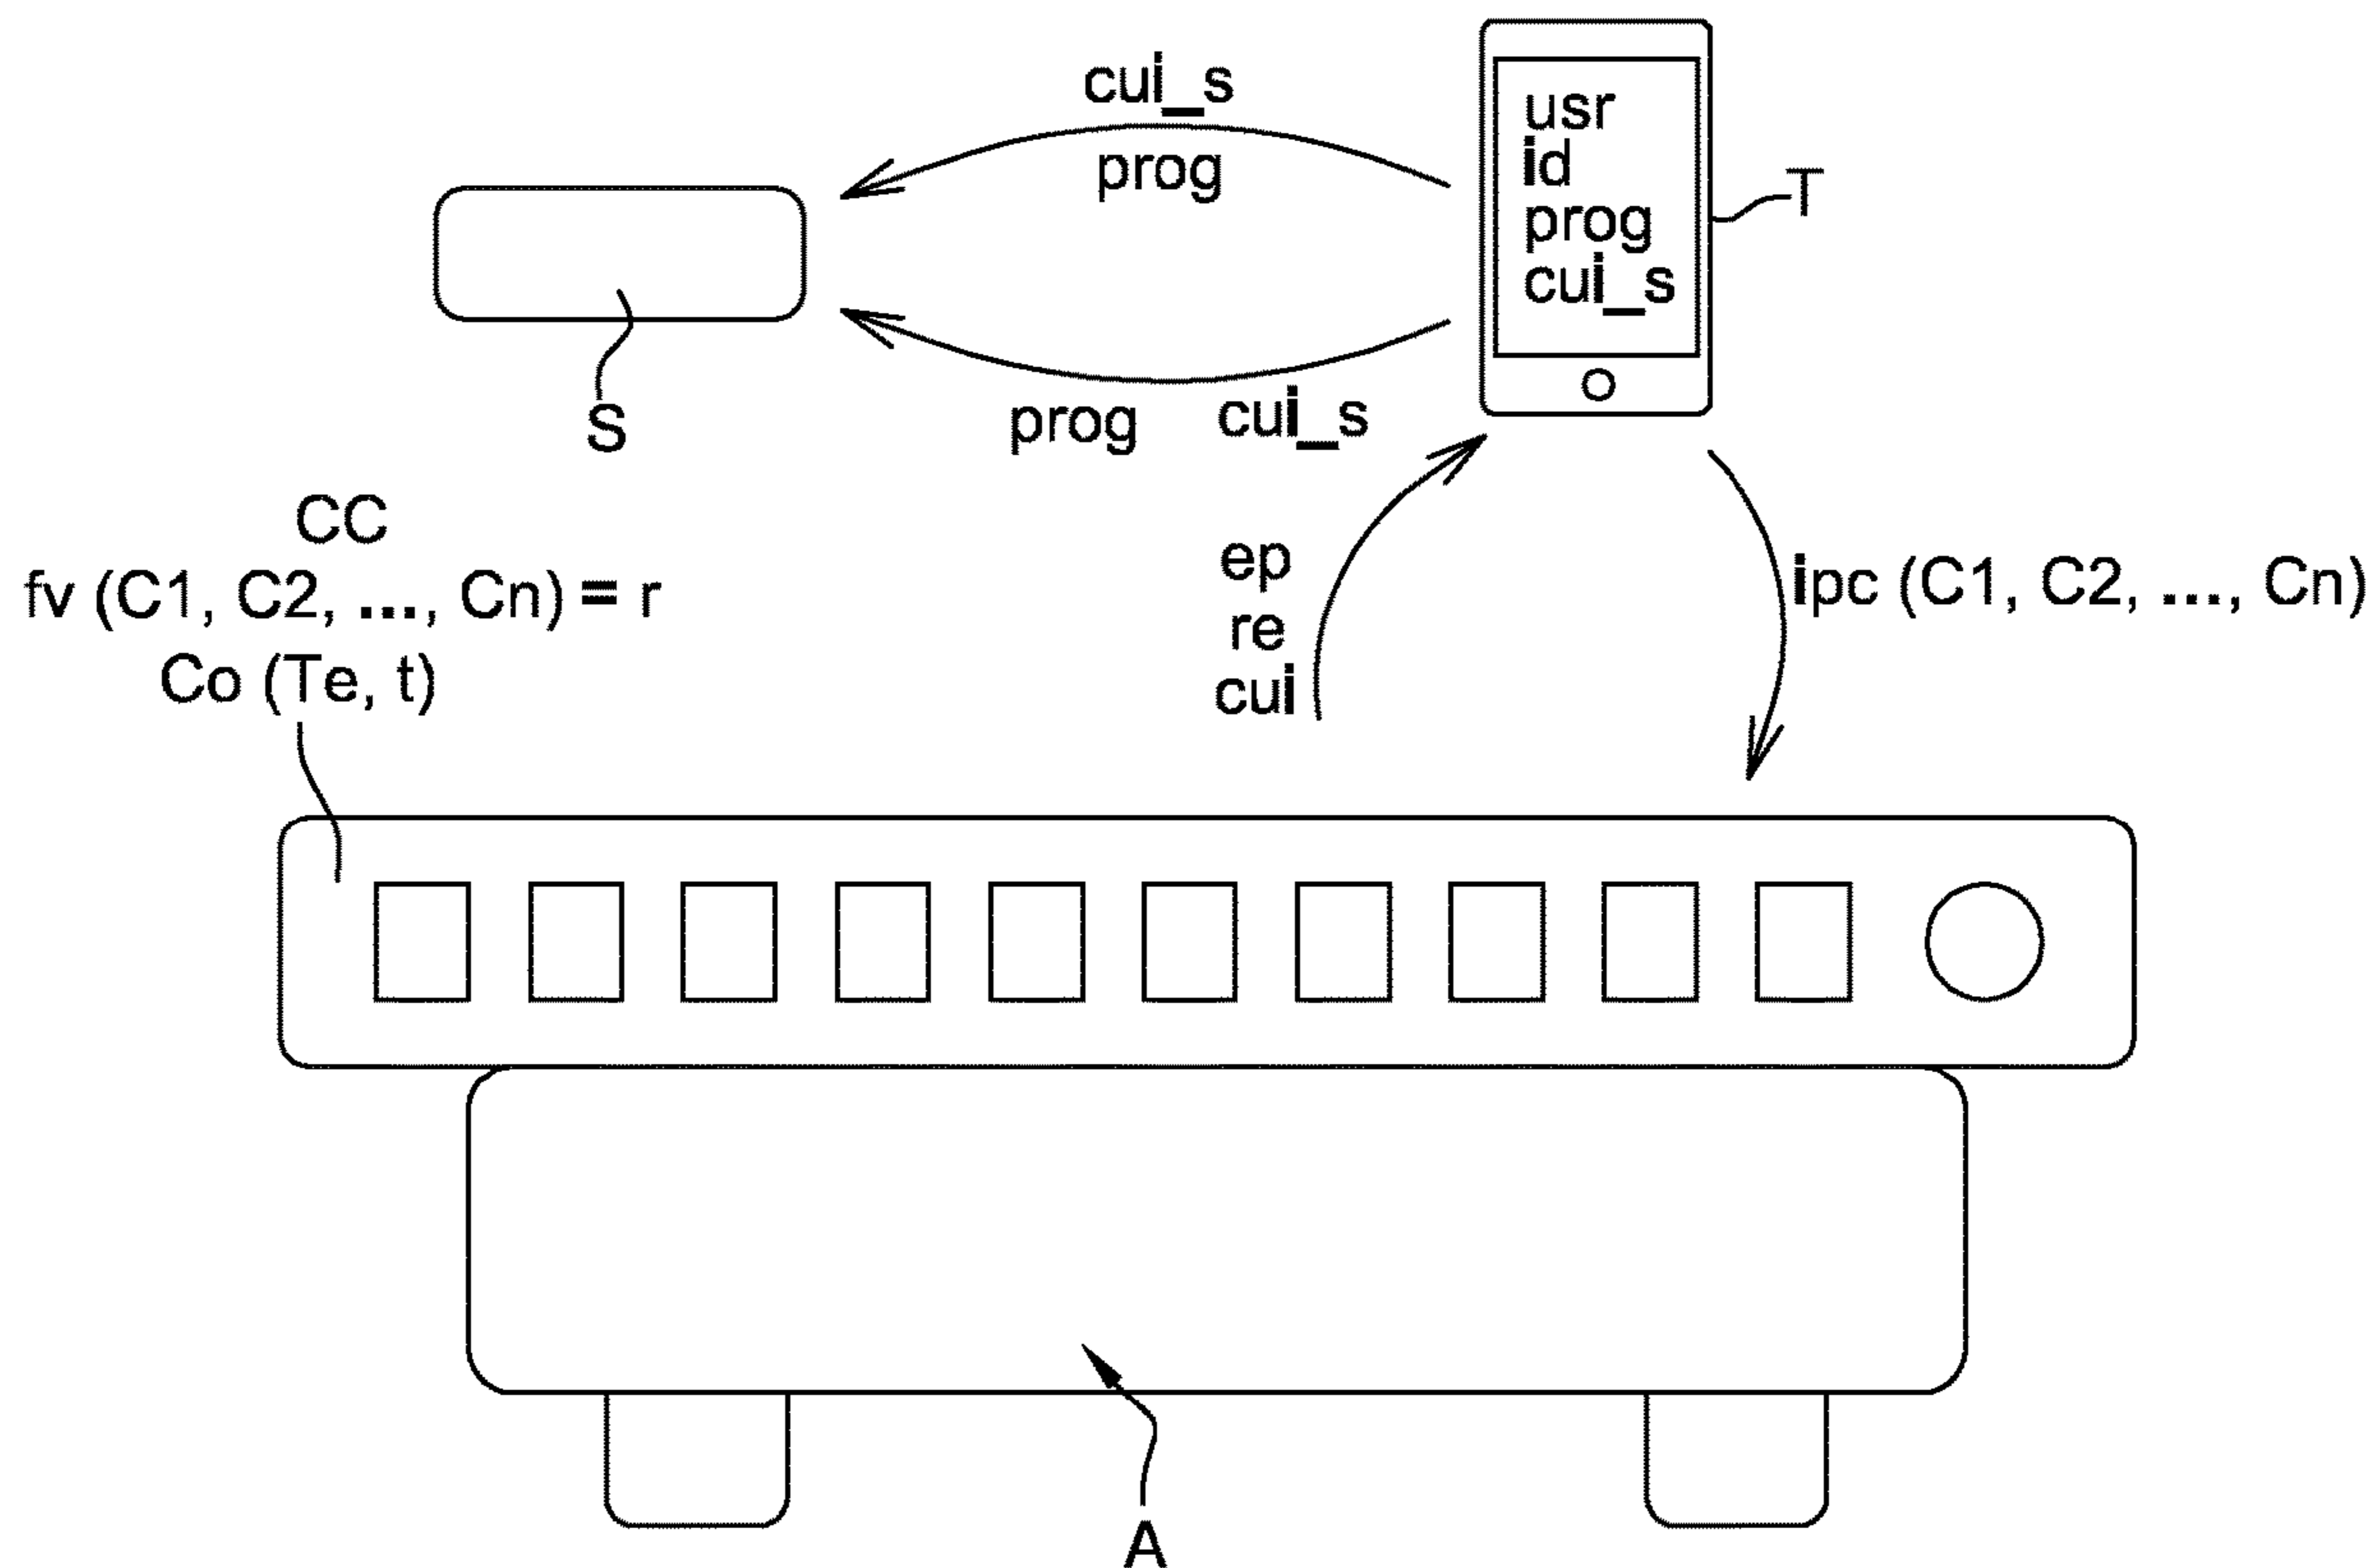 cui_s
prog
usr
id
prog
cui_s
T
prog cui_s
S
CC
fv (C1, C2, ..., Cn) = r
Co (Te, t)
ep
re
cui
ipc (C1, C2, ..., Cn)
A